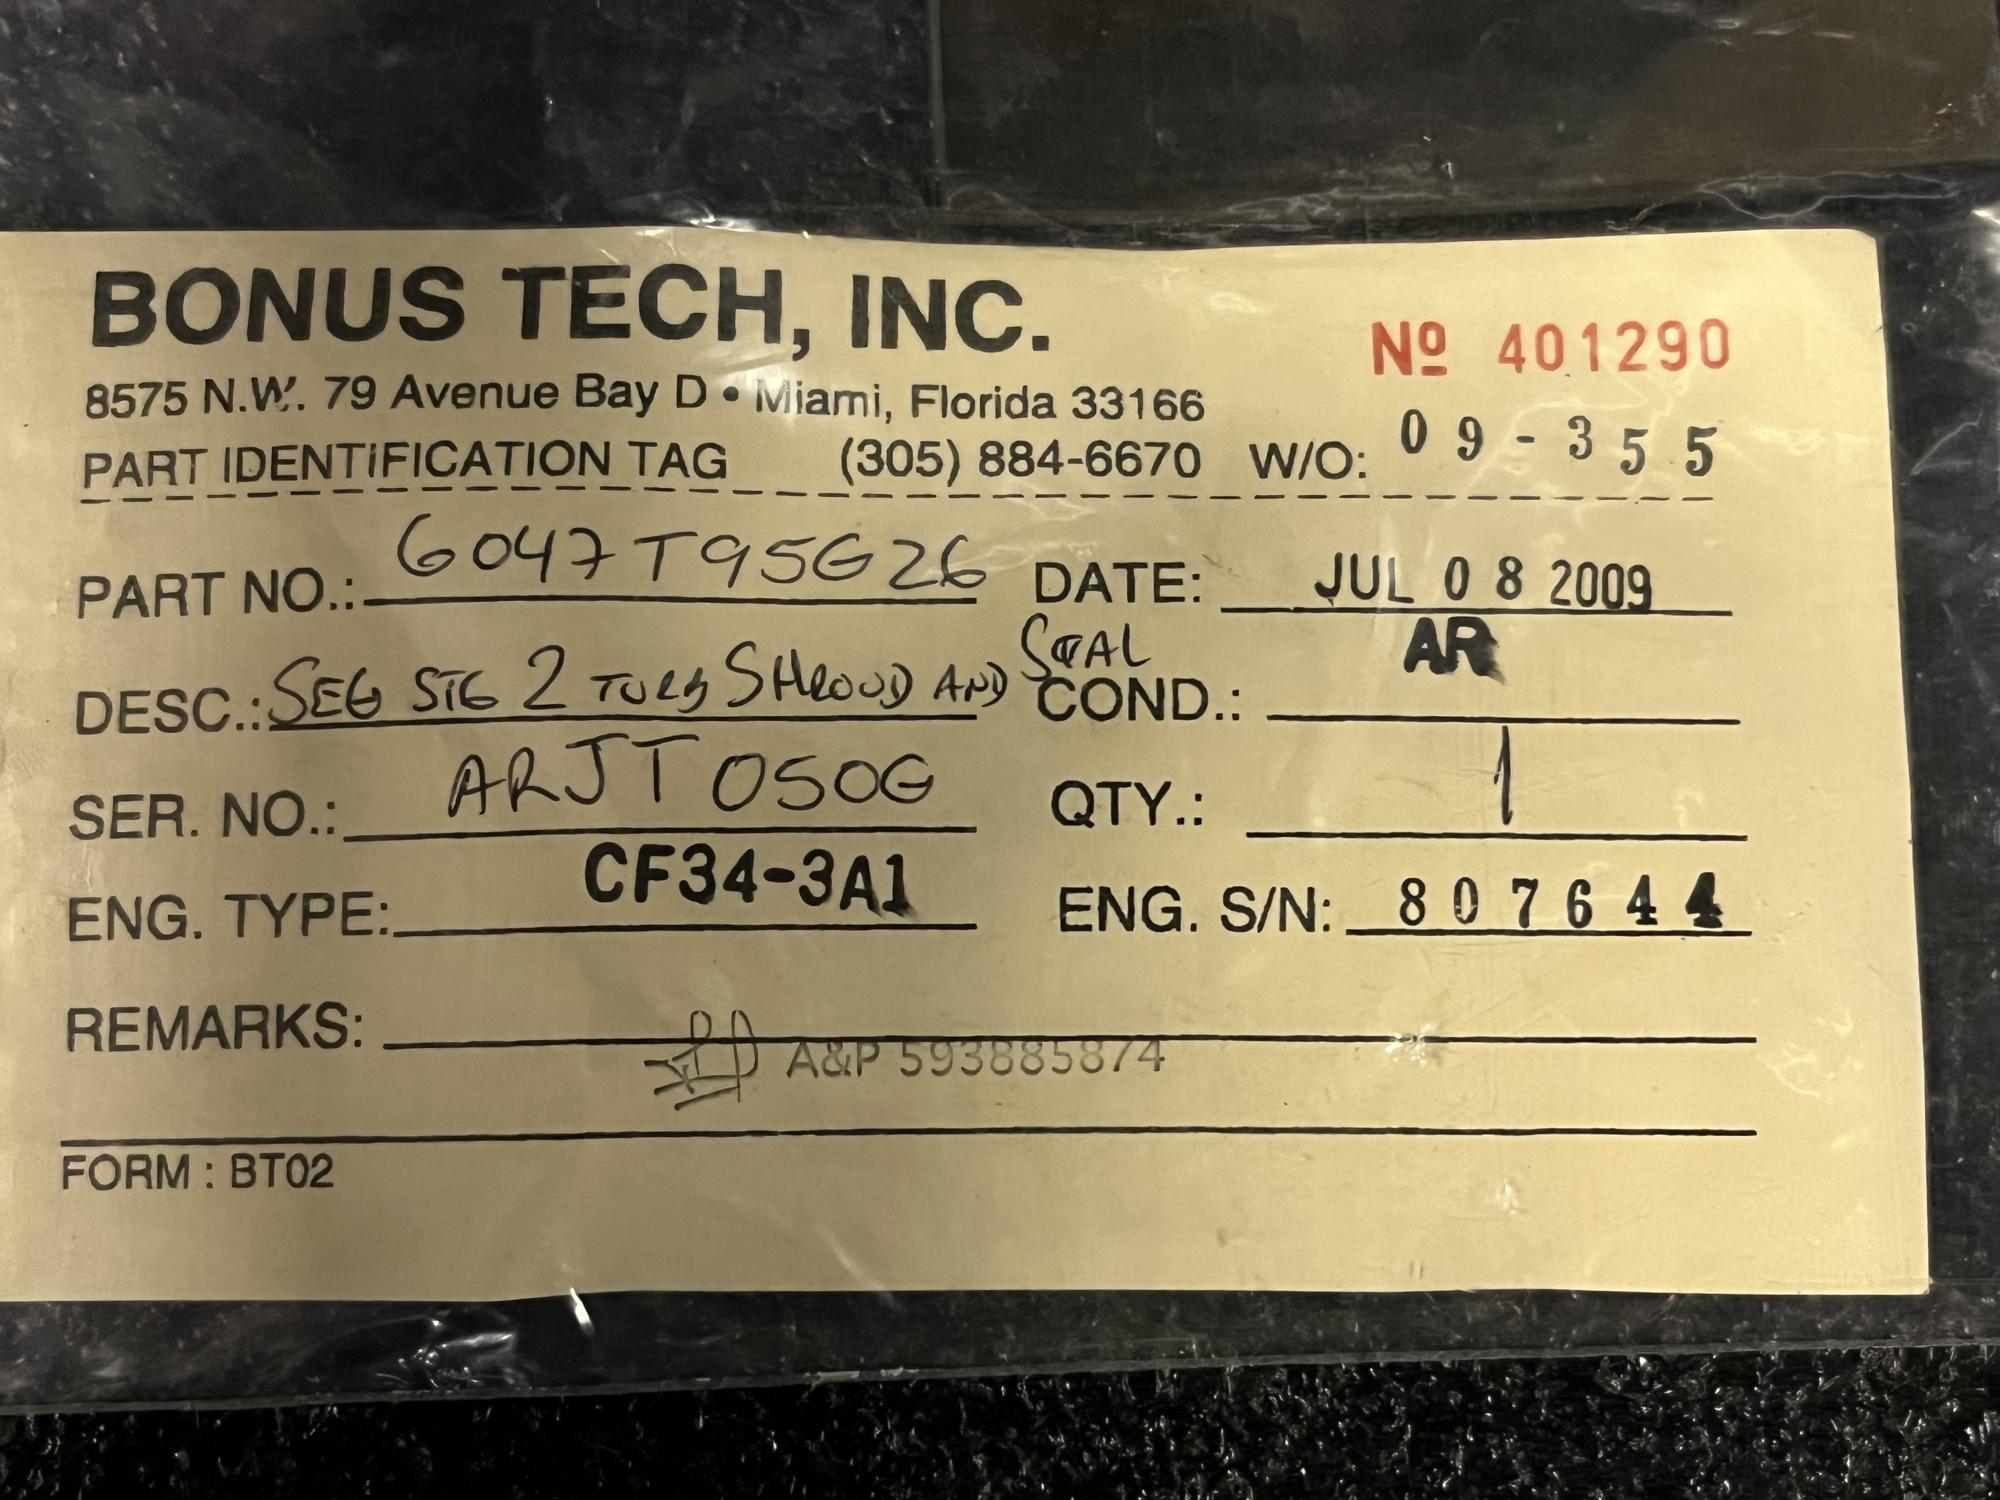 BONUS TECH, INC.
Nº 401290
8575 N.W. 79 Avenue Bay D • Miami, Florida 33166
PART IDENTIFICATION TAG (305) 884-6670 W/O: 09-355
PART NO.: 6047T95G26 DATE: JUL 08 2009
DESC.: SEG STG 2 TURB SHROUD AND SEAL COND.: AR
SER. NO.: ARJT050G QTY.: 1
ENG. TYPE: CF34-3A1 ENG. S/N: 807644
REMARKS:
A&P 593885874
FORM : BT02